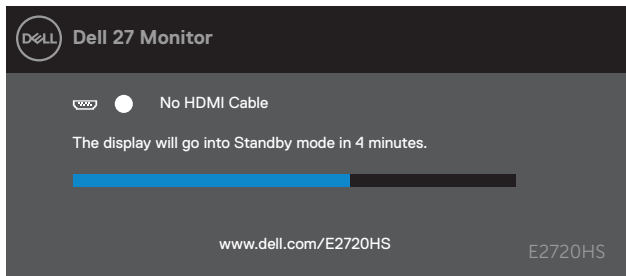 DELL Dell 27 Monitor
No HDMI Cable
The display will go into Standby mode in 4 minutes.
www.dell.com/E2720HS
E2720HS